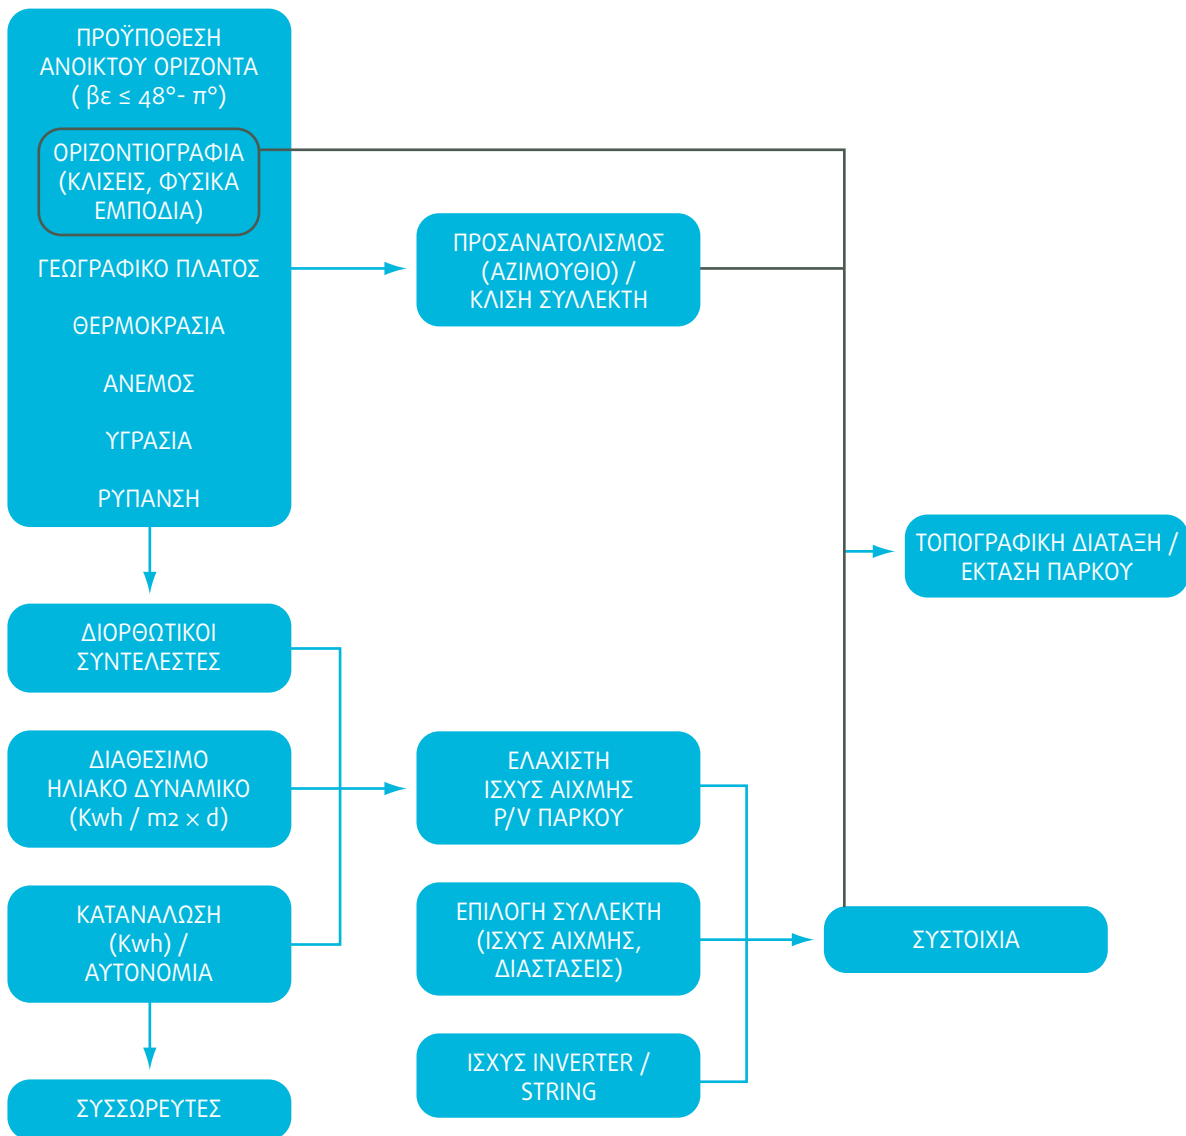 ΠΡΟΫΠΟΘΕΣΗ
ΑΝΟΙΚΤΟΥ ΟΡΙΖΟΝΤΑ
( βε ≤ 48°- π°)
ΟΡΙΖΟΝΤΙΟΓΡΑΦΙΑ
(ΚΛΙΣΕΙΣ, ΦΥΣΙΚΑ
ΕΜΠΟΔΙΑ)
ΓΕΩΓΡΑΦΙΚΟ ΠΛΑΤΟΣ
ΘΕΡΜΟΚΡΑΣΙΑ
ΑΝΕΜΟΣ
ΥΓΡΑΣΙΑ
ΡΥΠΑΝΣΗ
ΠΡΟΣΑΝΑΤΟΛΙΣΜΟΣ
(ΑΖΙΜΟΥΘΙΟ) /
ΚΛΙΣΗ ΣΥΛΛΕΚΤΗ
ΤΟΠΟΓΡΑΦΙΚΗ ΔΙΑΤΑΞΗ /
ΕΚΤΑΣΗ ΠΑΡΚΟΥ
ΔΙΟΡΘΩΤΙΚΟΙ
ΣΥΝΤΕΛΕΣΤΕΣ
ΔΙΑΘΕΣΙΜΟ
ΗΛΙΑΚΟ ΔΥΝΑΜΙΚΟ
(Kwh / m2 × d)
ΚΑΤΑΝΑΛΩΣΗ
(Kwh) /
ΑΥΤΟΝΟΜΙΑ
ΣΥΣΣΩΡΕΥΤΕΣ
ΕΛΑΧΙΣΤΗ
ΙΣΧΥΣ ΑΙΧΜΗΣ
P/V ΠΑΡΚΟΥ
ΕΠΙΛΟΓΗ ΣΥΛΛΕΚΤΗ
(ΙΣΧΥΣ ΑΙΧΜΗΣ,
ΔΙΑΣΤΑΣΕΙΣ)
ΙΣΧΥΣ INVERTER /
STRING
ΣΥΣΤΟΙΧΙΑ